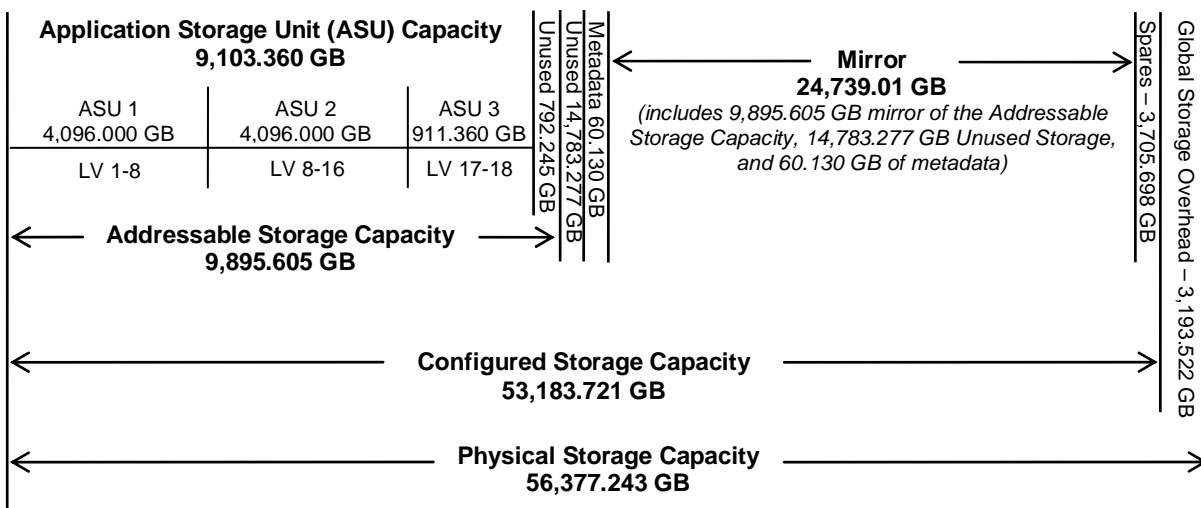 Application Storage Unit (ASU) Capacity
9,103.360 GB
ASU 1
4,096.000 GB
ASU 2
4,096.000 GB
ASU 3
911.360 GB
LV 1-8
LV 8-16
LV 17-18
Unused 792.245 GB
Unused 14,783.277 GB
Metadata 60.130 GB
Mirror
24,739.01 GB
(includes 9,895.605 GB mirror of the Addressable
Storage Capacity, 14,783.277 GB Unused Storage,
and 60.130 GB of metadata)
Spares – 3,705.698 GB
Global Storage Overhead – 3,193.522 GB
Addressable Storage Capacity
9,895.605 GB
Configured Storage Capacity
53,183.721 GB
Physical Storage Capacity
56,377.243 GB